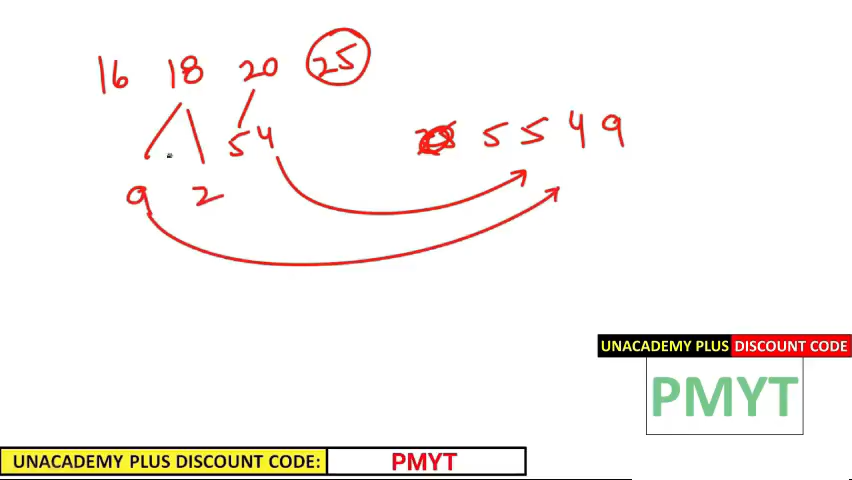 16 18 20 25
5 4 5 5 4 9
9 2
UNACADEMY PLUS DISCOUNT CODE
PMYT
UNACADEMY PLUS DISCOUNT CODE: PMYT